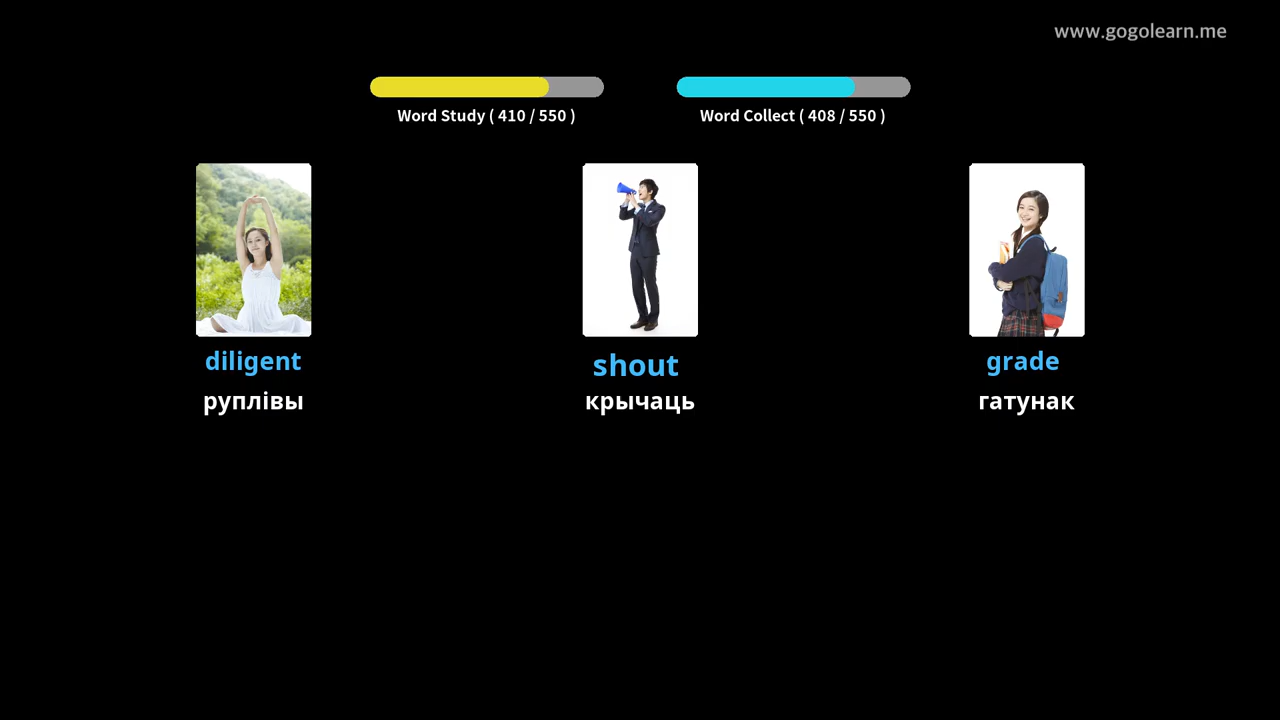 www.gogolearn.me
Word Study ( 410 / 550 )
Word Collect ( 408 / 550 )
diligent
shout
grade
руплівы
крычаць
гатунак